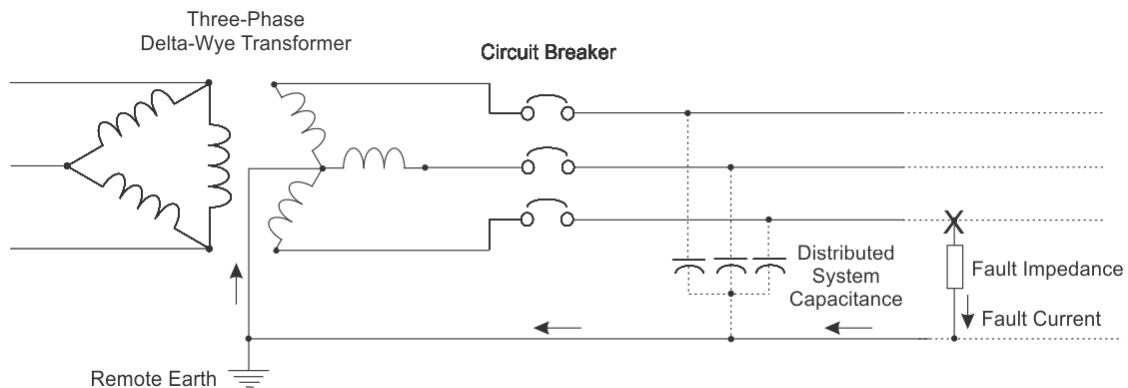 Three-Phase
Delta-Wye Transformer
Circuit Breaker
Distributed
System
Capacitance
Fault Impedance
Fault Current
Remote Earth